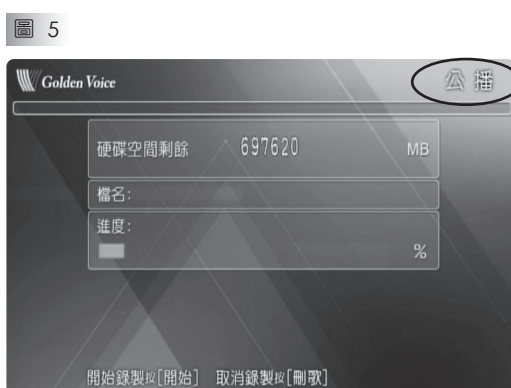 圖 5
Golden Voice
公播
硬碟空間剩餘 697620 MB
檔名:
進度:
%
開始錄製按[開始] 取消錄製按[刪歌]